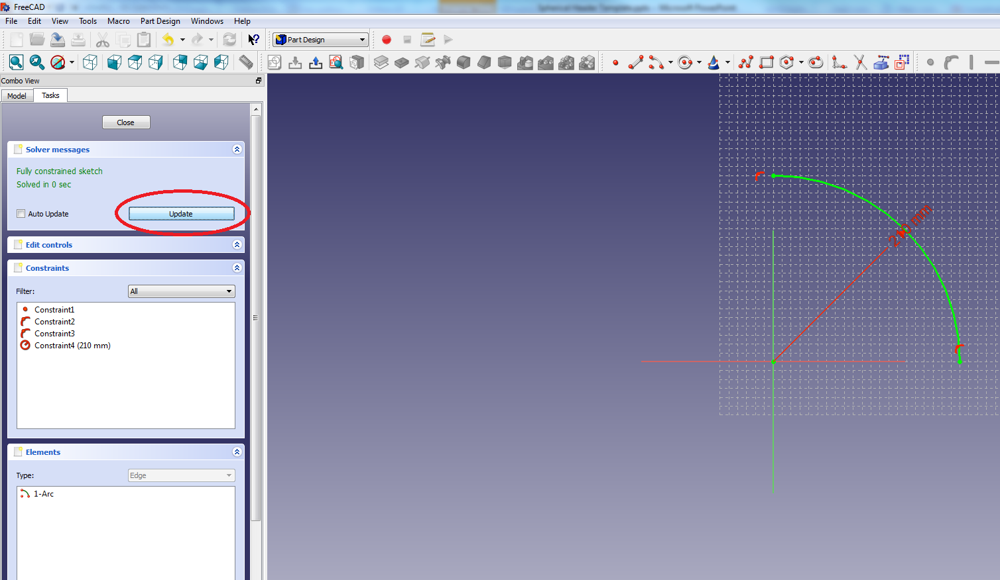 FreeCAD
File Edit View Tools Macro Part Design Windows Help
Part Design
Combo View
Model Tasks
Close
Solver messages
Fully constrained sketch
Solved in 0 sec
Auto Update Update
Edit controls
Constraints
Filter: All
Constraint1
Constraint2
Constraint3
Constraint4 (210 mm)
Elements
Type: Edge
1-Arc
210 mm